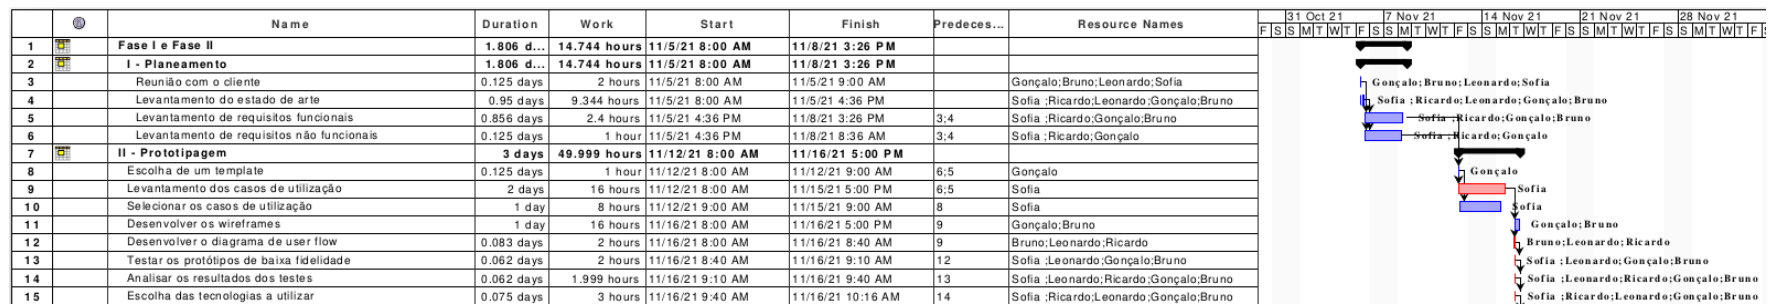 Name Duration Work Start Finish Predeces... Resource Names 31 Oct 21 7 Nov 21 14 Nov 21 21 Nov 21 28 Nov 21
F S S M T W T F S S M T W T F S S M T W T F S S M T W T F S S M T W T F S
1 Fase I e Fase II 1.806 d... 14.744 hours 11/5/21 8:00 AM 11/8/21 3:26 PM
2 I - Planeamento 1.806 d... 14.744 hours 11/5/21 8:00 AM 11/8/21 3:26 PM
3 Reunião com o cliente 0.125 days 2 hours 11/5/21 8:00 AM 11/5/21 9:00 AM Gonçalo;Bruno;Leonardo;Sofia Gonçalo;Bruno;Leonardo;Sofia
4 Levantamento do estado de arte 0.95 days 9.344 hours 11/5/21 8:00 AM 11/5/21 4:36 PM Sofia ;Ricardo;Leonardo;Gonçalo;Bruno Sofia ;Ricardo;Leonardo;Gonçalo;Bruno
5 Levantamento de requisitos funcionais 0.856 days 2.4 hours 11/5/21 4:36 PM 11/8/21 3:26 PM 3;4 Sofia ;Ricardo;Gonçalo;Bruno Sofia ;Ricardo;Gonçalo;Bruno
6 Levantamento de requisitos não funcionais 0.125 days 1 hour 11/5/21 4:36 PM 11/8/21 8:36 AM 3;4 Sofia ;Ricardo;Gonçalo Sofia ;Ricardo;Gonçalo
7 II - Prototipagem 3 days 49.999 hours 11/12/21 8:00 AM 11/16/21 5:00 PM
8 Escolha de um template 0.125 days 1 hour 11/12/21 8:00 AM 11/12/21 9:00 AM 6;5 Gonçalo Gonçalo
9 Levantamento dos casos de utilização 2 days 16 hours 11/12/21 8:00 AM 11/15/21 5:00 PM 6;5 Sofia Sofia
10 Selecionar os casos de utilização 1 day 8 hours 11/12/21 9:00 AM 11/15/21 9:00 AM 8 Sofia Sofia
11 Desenvolver os wireframes 1 day 16 hours 11/16/21 8:00 AM 11/16/21 5:00 PM 9 Gonçalo;Bruno Gonçalo;Bruno
12 Desenvolver o diagrama de user flow 0.083 days 2 hours 11/16/21 8:00 AM 11/16/21 8:40 AM 9 Bruno;Leonardo;Ricardo Bruno;Leonardo;Ricardo
13 Testar os protótipos de baixa fidelidade 0.062 days 2 hours 11/16/21 8:40 AM 11/16/21 9:10 AM 12 Sofia ;Leonardo;Gonçalo;Bruno Sofia ;Leonardo;Gonçalo;Bruno
14 Analisar os resultados dos testes 0.062 days 1.999 hours 11/16/21 9:10 AM 11/16/21 9:40 AM 13 Sofia ;Leonardo;Ricardo;Gonçalo;Bruno Sofia ;Leonardo;Ricardo;Gonçalo;Bruno
15 Escolha das tecnologias a utilizar 0.075 days 3 hours 11/16/21 9:40 AM 11/16/21 10:16 AM 14 Sofia ;Ricardo;Leonardo;Gonçalo;Bruno Sofia ;Ricardo;Leonardo;Gonçalo;Bruno